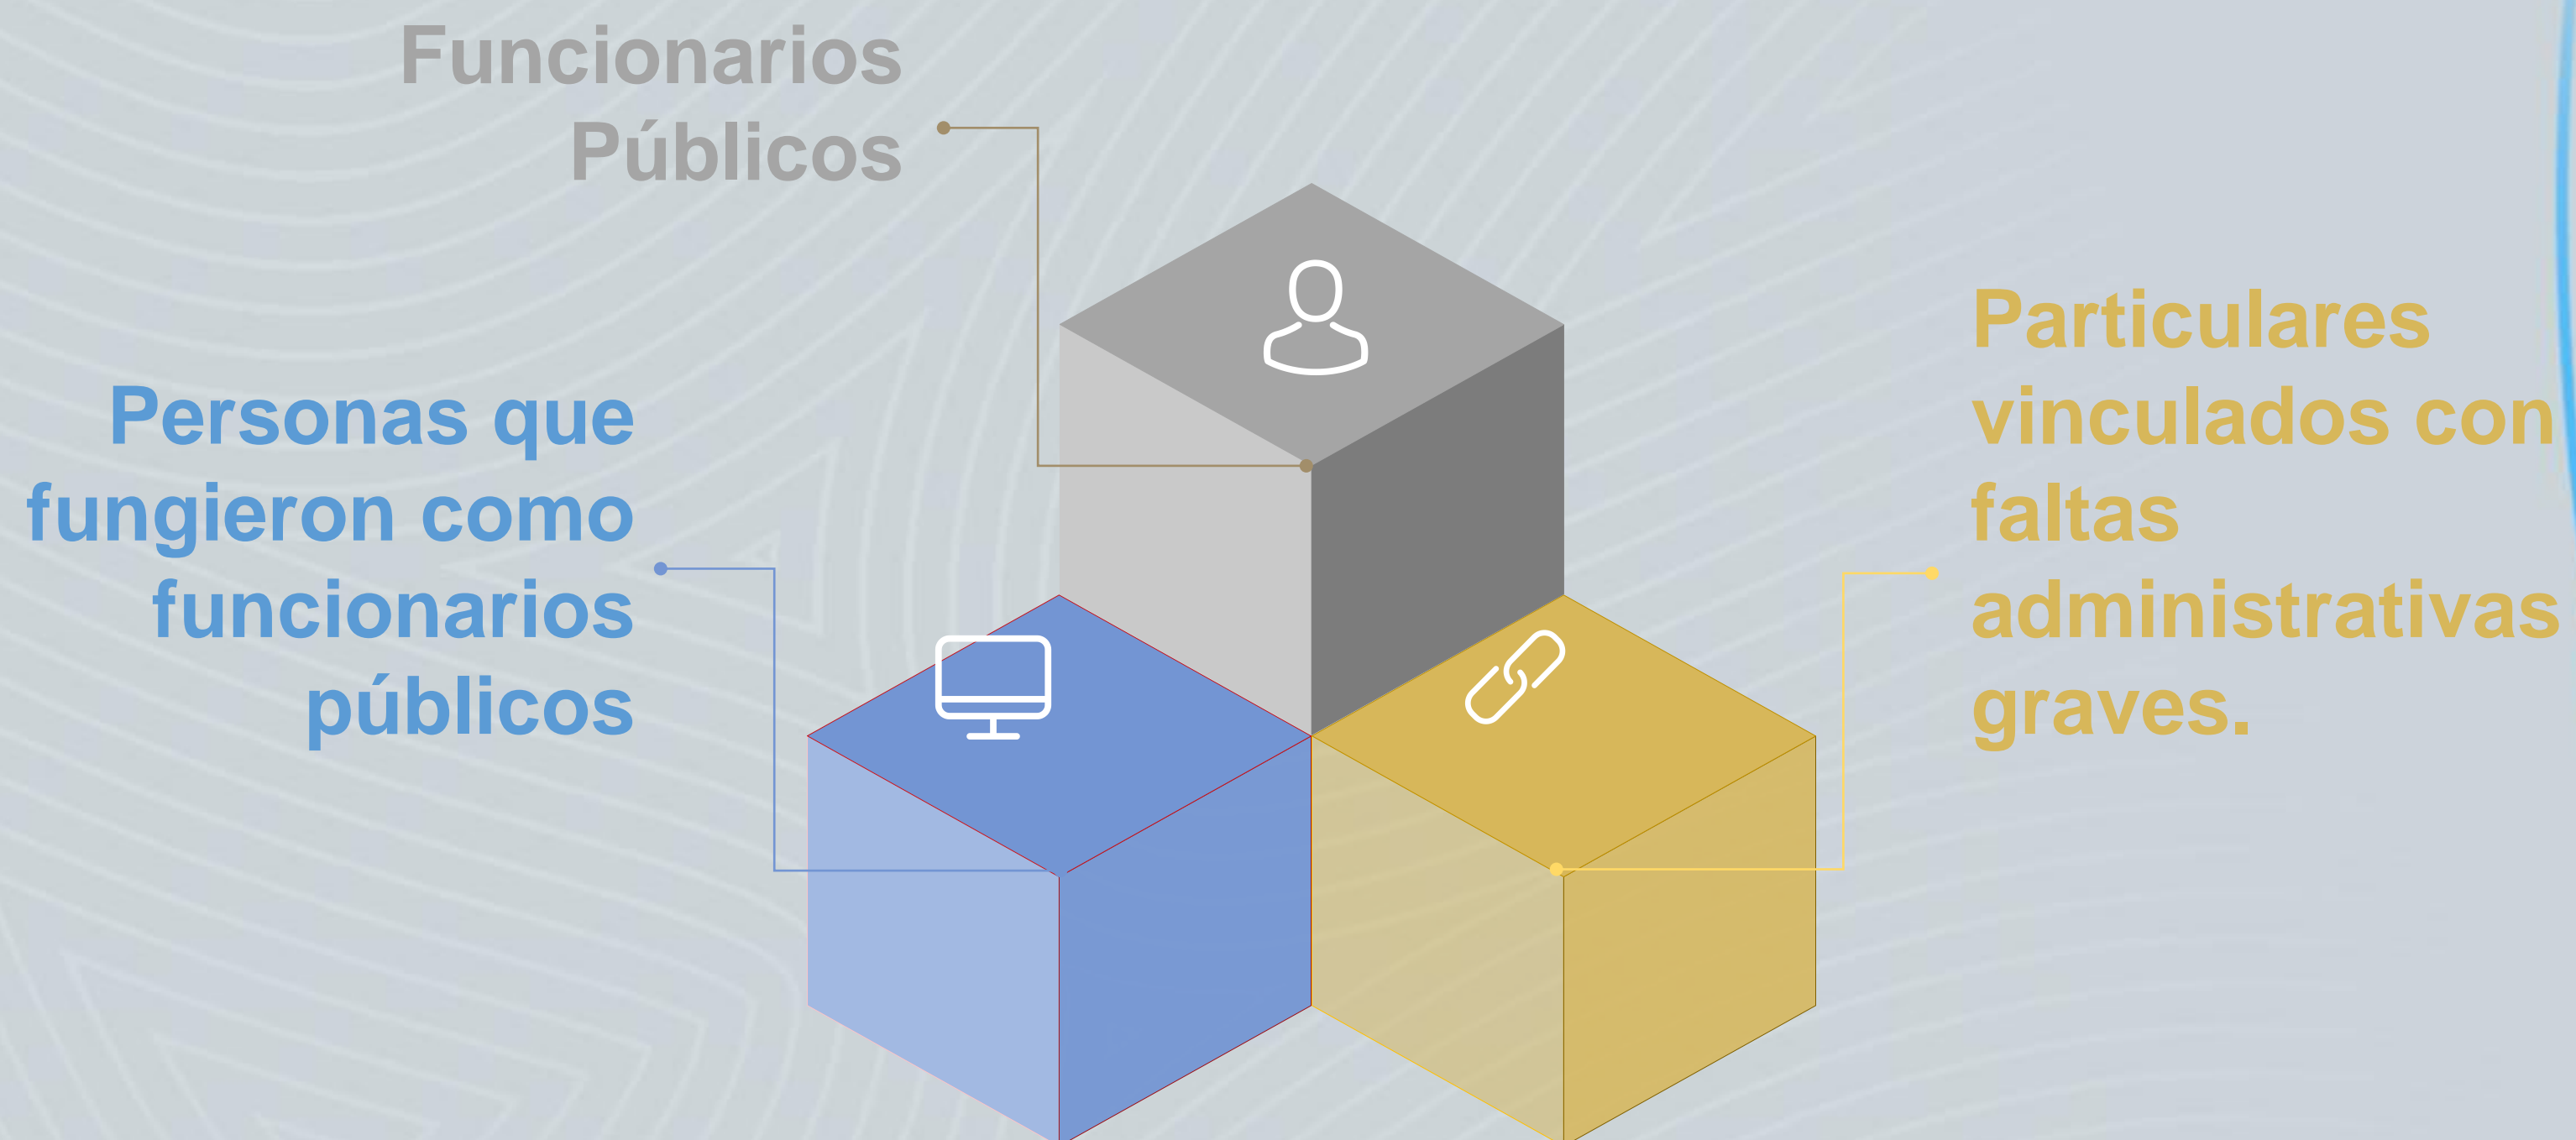 Funcionarios
Públicos
Personas que
fungieron como
funcionarios
públicos
Particulares
vinculados con
faltas
administrativas
graves.